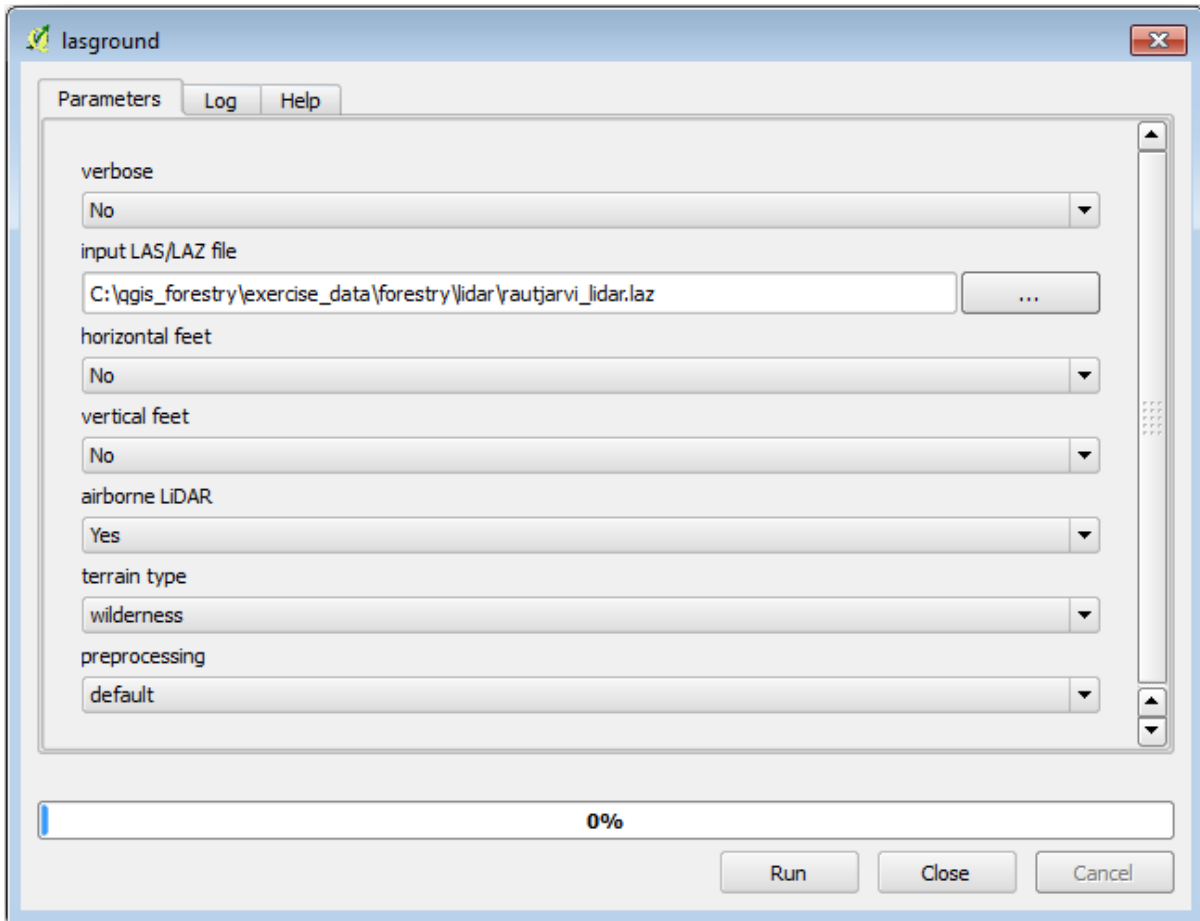 lasground
Parameters Log Help
verbose
No
input LAS/LAZ file
C:\qgis_forestry\exercise_data\forestry\lidar\rautjarvi_lidar.laz ...
horizontal feet
No
vertical feet
No
airborne LiDAR
Yes
terrain type
wilderness
preprocessing
default
0%
Run Close Cancel